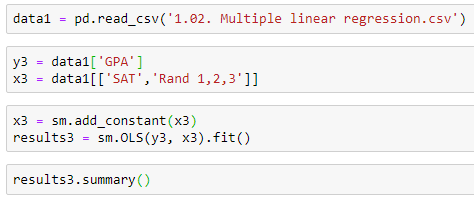 data1 = pd.read_csv('1.02. Multiple linear regression.csv')
y3 = data1['GPA']
x3 = data1[['SAT','Rand 1,2,3']]
x3 = sm.add_constant(x3)
results3 = sm.OLS(y3, x3).fit()
results3.summary()